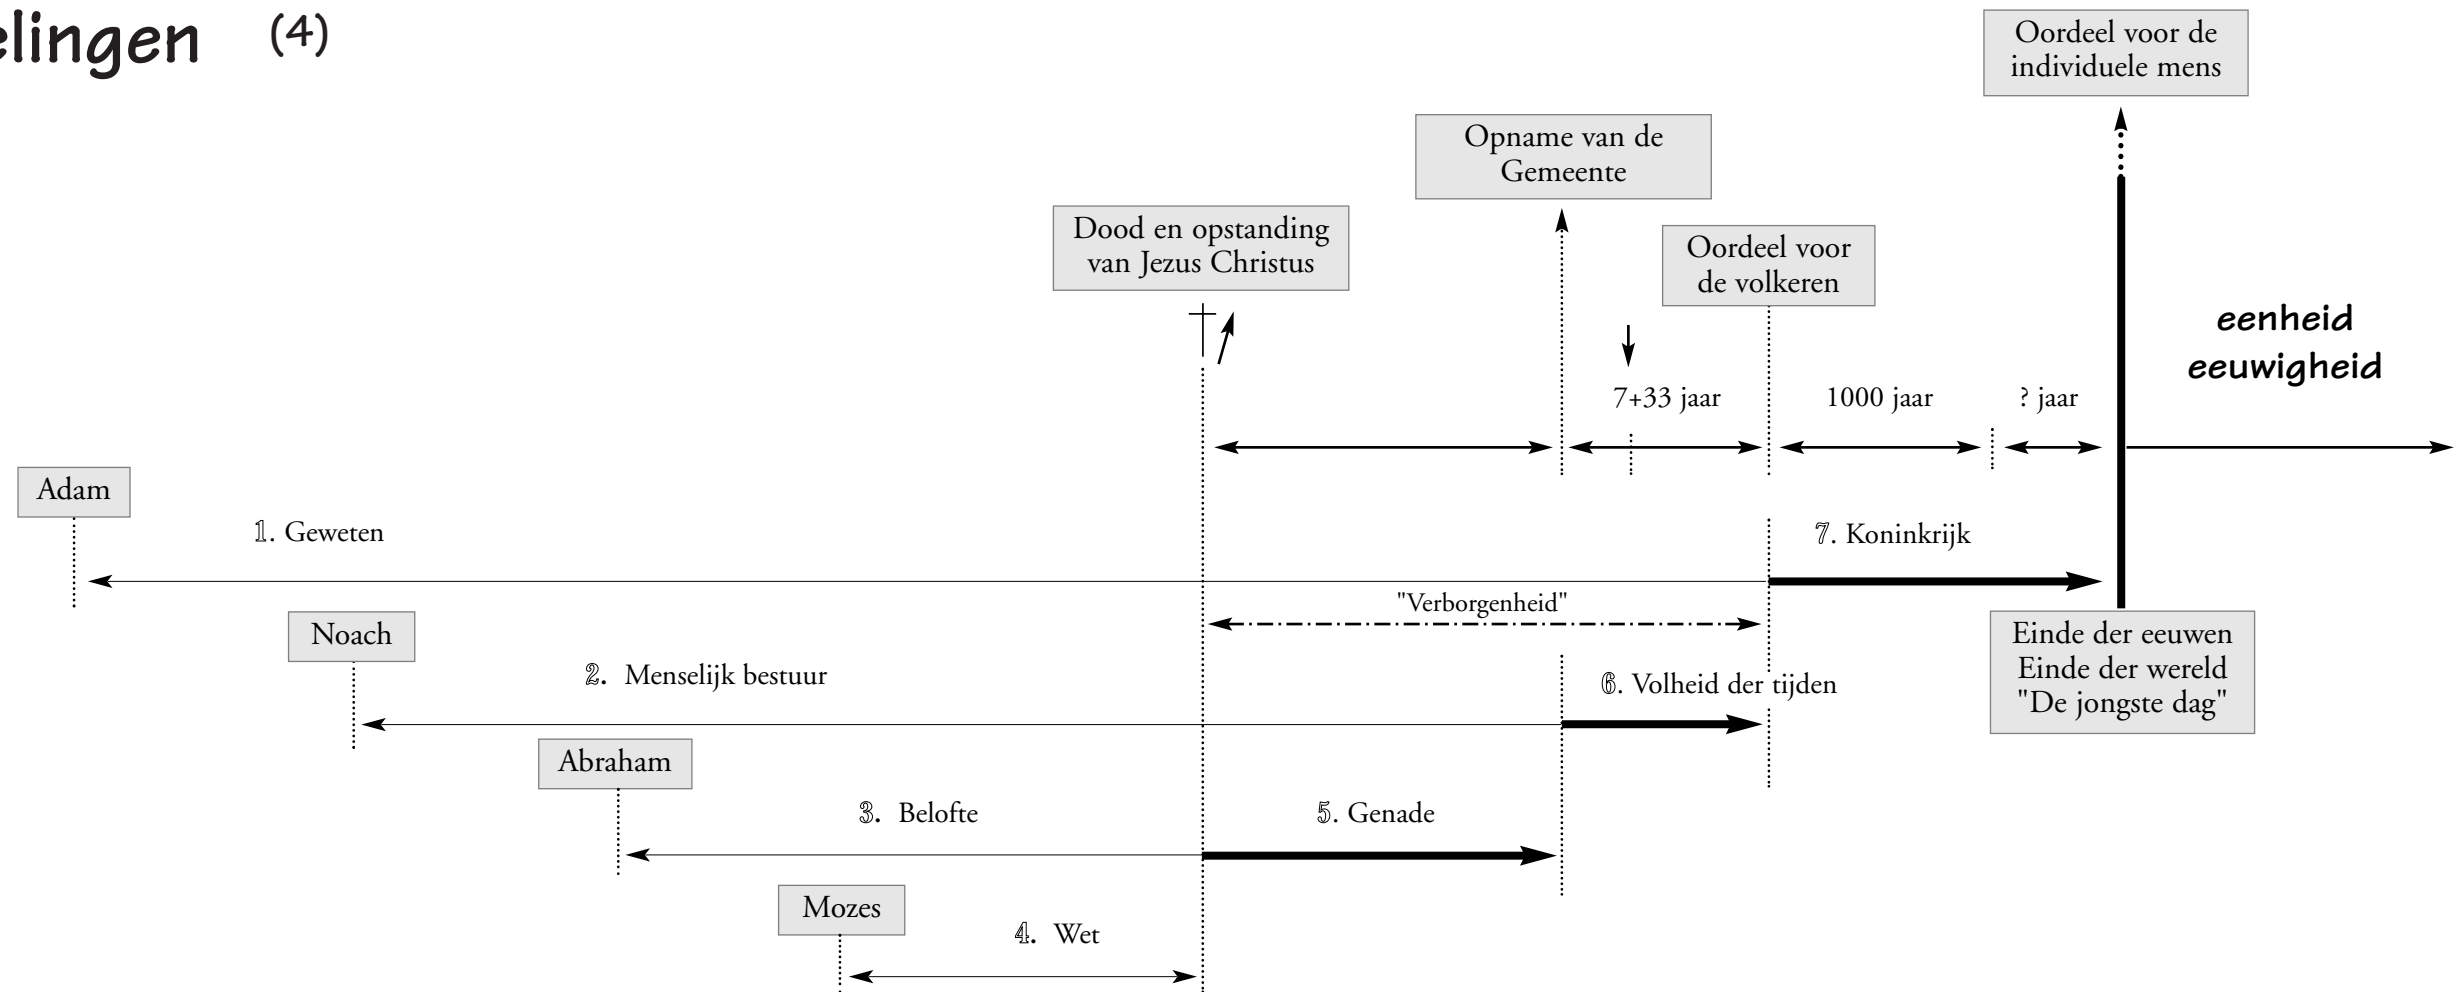 elingen (4)
Oordeel voor de
individuele mens
Opname van de
Gemeente
Dood en opstanding
van Jezus Christus
Oordeel voor
de volkeren
eenheid
eeuwigheid
7+33 jaar
1000 jaar
? jaar
Adam
1. Geweten
7. Koninkrijk
"Verborgenheid"
Noach
2. Menselijk bestuur
6. Volheid der tijden
Einde der eeuwen
Einde der wereld
"De jongste dag"
Abraham
3. Belofte
5. Genade
Mozes
4. Wet